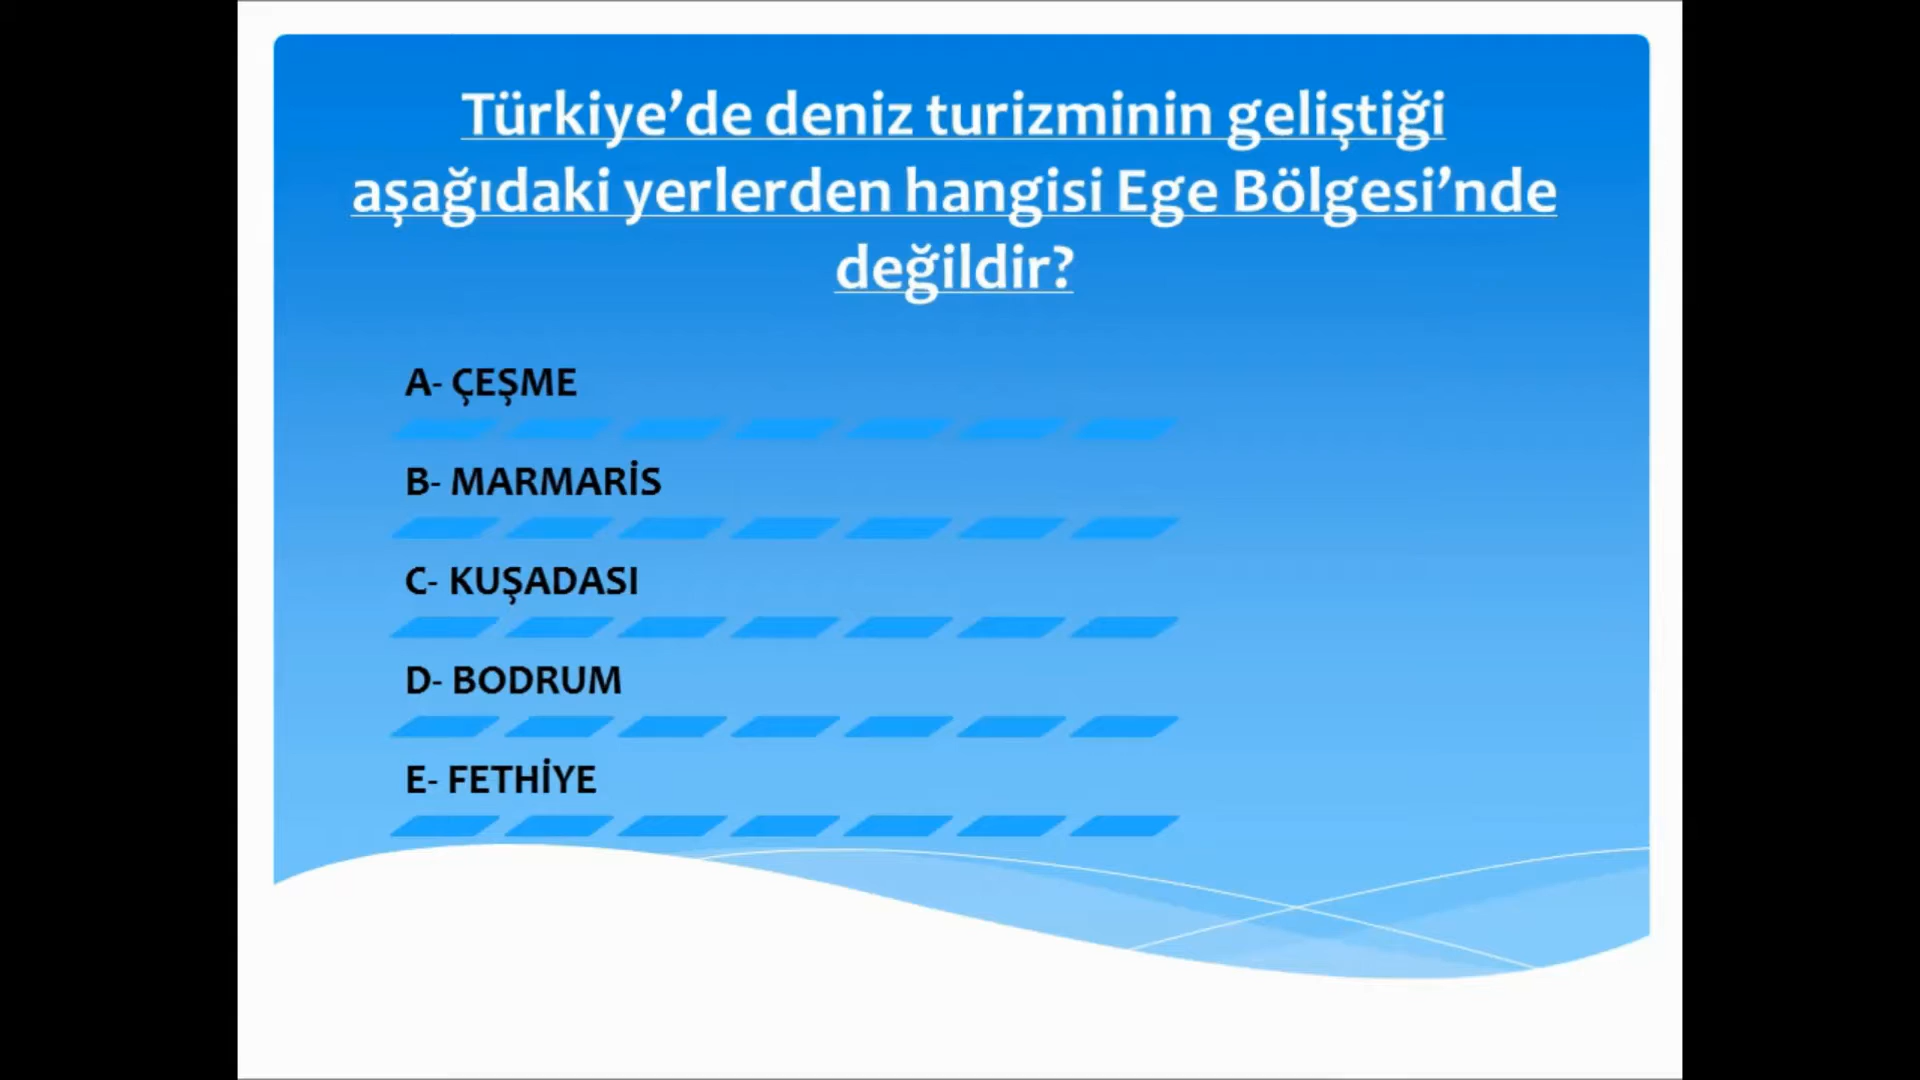 Türkiye’de deniz turizminin geliştiği
aşağıdaki yerlerden hangisi Ege Bölgesi’nde
değildir?
A- ÇEŞME
B- MARMARİS
C- KUŞADASI
D- BODRUM
E- FETHİYE